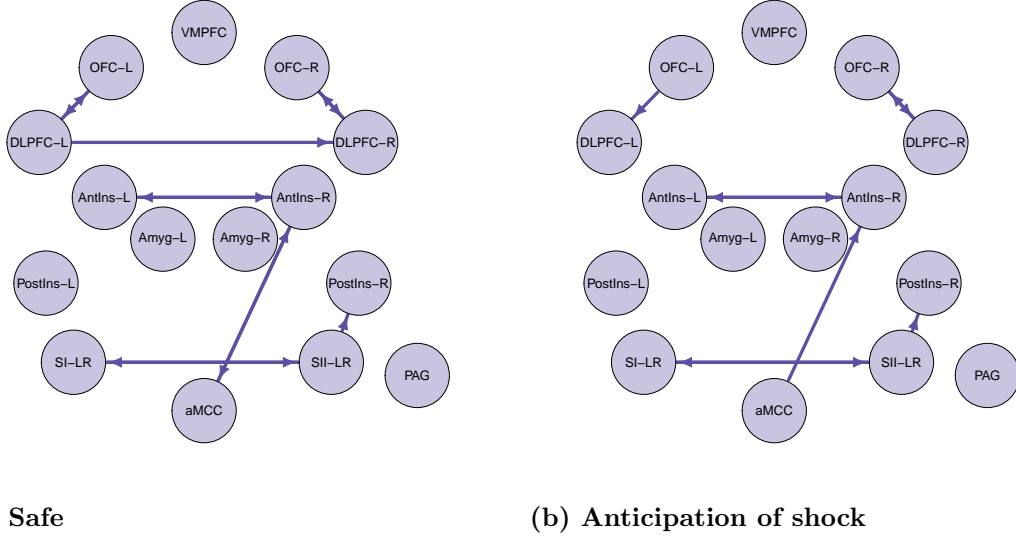 VMPFC
OFC−L
OFC−R
DLPFC−L
DLPFC−R
AntIns−L
AntIns−R
Amyg−L
Amyg−R
PostIns−L
PostIns−R
SI−LR
SII−LR
PAG
aMCC
Safe
VMPFC
OFC−L
OFC−R
DLPFC−L
DLPFC−R
AntIns−L
AntIns−R
Amyg−L
Amyg−R
PostIns−L
PostIns−R
SI−LR
SII−LR
PAG
aMCC
(b) Anticipation of shock